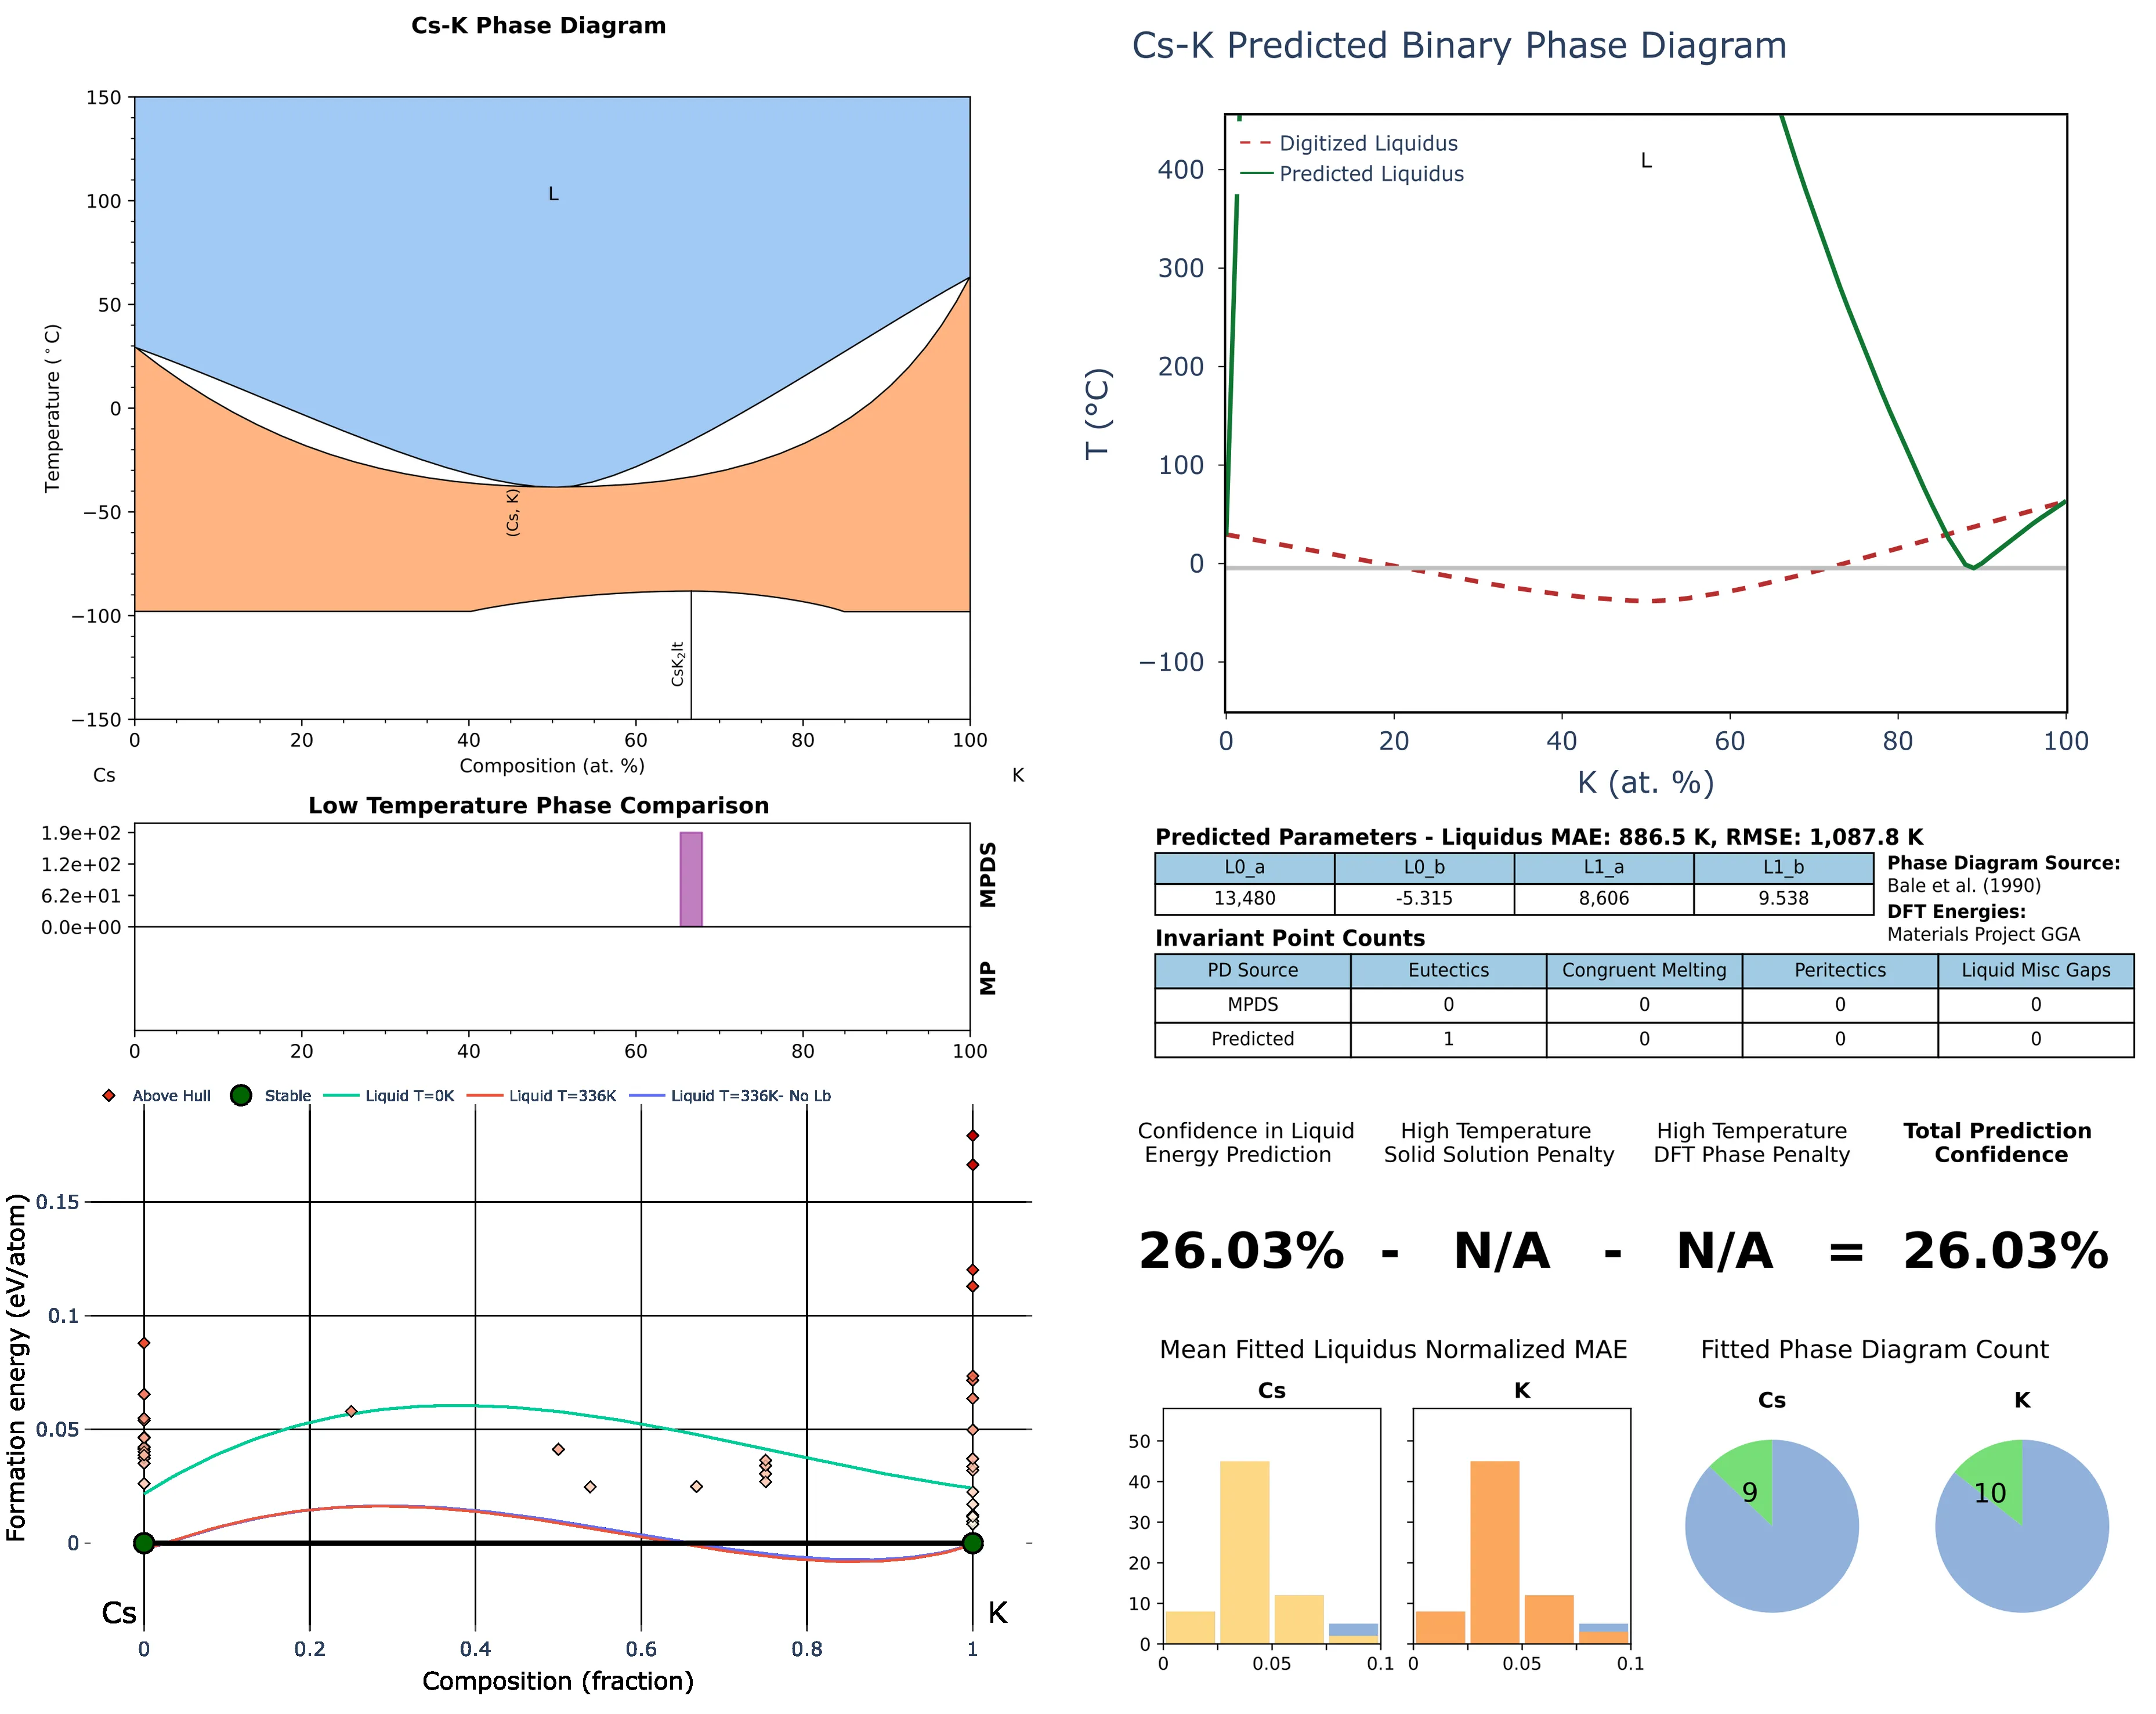 Cs-K Phase Diagram
150
100
50
0
−50
−100
−150
Temperature (°C)
L
(Cs, K)
CsK₂lt
0 20 40 60 80 100
Composition (at. %)
Cs K
Low Temperature Phase Comparison
1.9e+02
1.2e+02
6.2e+01
0.0e+00
MPDS
MP
0 20 40 60 80 100
Above Hull Stable Liquid T=0K Liquid T=336K Liquid T=336K- No Lb
0.15
0.1
0.05
0
Formation energy (eV/atom)
Cs K
0 0.2 0.4 0.6 0.8 1
Composition (fraction)
Cs-K Predicted Binary Phase Diagram
Digitized Liquidus
Predicted Liquidus
L
400
300
200
100
0
−100
T (°C)
0 20 40 60 80 100
K (at. %)
Predicted Parameters - Liquidus MAE: 886.5 K, RMSE: 1,087.8 K
L0_a L0_b L1_a L1_b
13,480 -5.315 8,606 9.538
Phase Diagram Source:
Bale et al. (1990)
DFT Energies:
Materials Project GGA
Invariant Point Counts
PD Source Eutectics Congruent Melting Peritectics Liquid Misc Gaps
MPDS 0 0 0 0
Predicted 1 0 0 0
Confidence in Liquid
Energy Prediction
High Temperature
Solid Solution Penalty
High Temperature
DFT Phase Penalty
Total Prediction
Confidence
26.03% - N/A - N/A = 26.03%
Mean Fitted Liquidus Normalized MAE
Cs K
50
40
30
20
10
0
0 0.05 0.1
0 0.05 0.1
Fitted Phase Diagram Count
Cs K
9 10